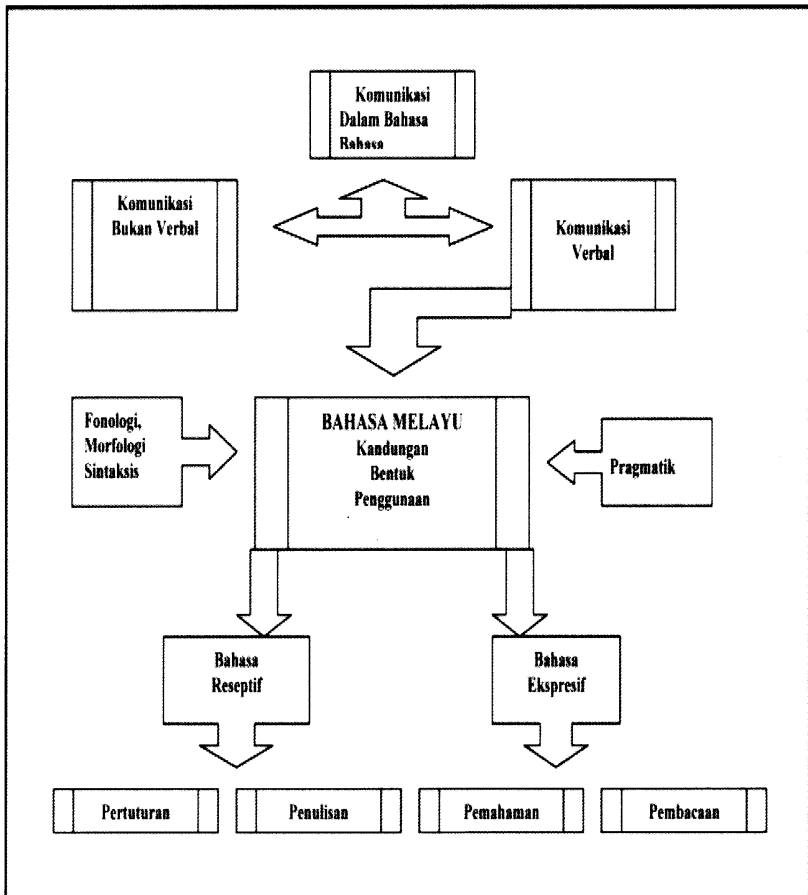 Komunikasi
Dalam Bahasa
Bahasa
Komunikasi
Bukan Verbal
Komunikasi
Verbal
Fonologi,
Morfologi
Sintaksis
BAHASA MELAYU
Kandungan
Bentuk
Penggunaan
Pragmatik
Bahasa
Reseptif
Bahasa
Ekspresif
Pertuturan
Penulisan
Pemahaman
Pembacaan